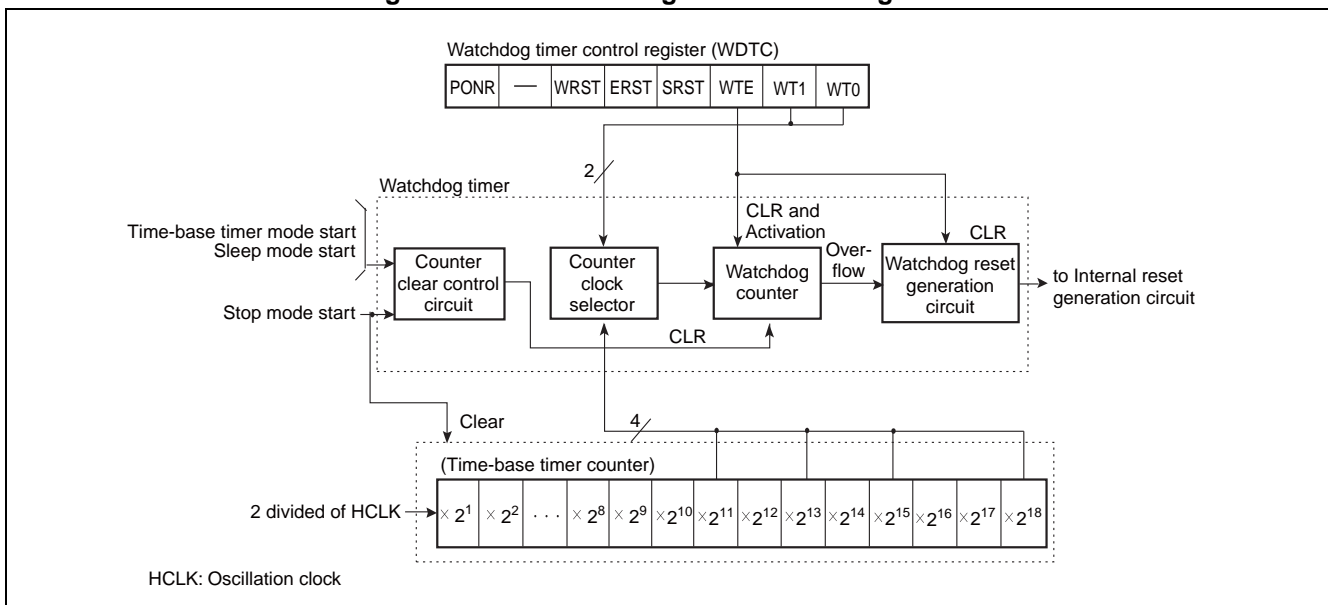 Watchdog timer control register (WDTC)
PONR — WRST ERST SRST WTE WT1 WT0
2
Watchdog timer
Time-base timer mode start
Sleep mode start
Stop mode start
Counter
clear control
circuit
Counter
clock
selector
CLR and
Activation
Watchdog
counter
Over-
flow
CLR
Watchdog reset
generation
circuit
to Internal reset
generation circuit
CLR
Clear
4
(Time-base timer counter)
2 divided of HCLK
× 2¹ × 2² · · · × 2⁸ × 2⁹ ×2¹⁰ ×2¹¹ ×2¹² ×2¹³ ×2¹⁴ ×2¹⁵ ×2¹⁶ ×2¹⁷ ×2¹⁸
HCLK: Oscillation clock